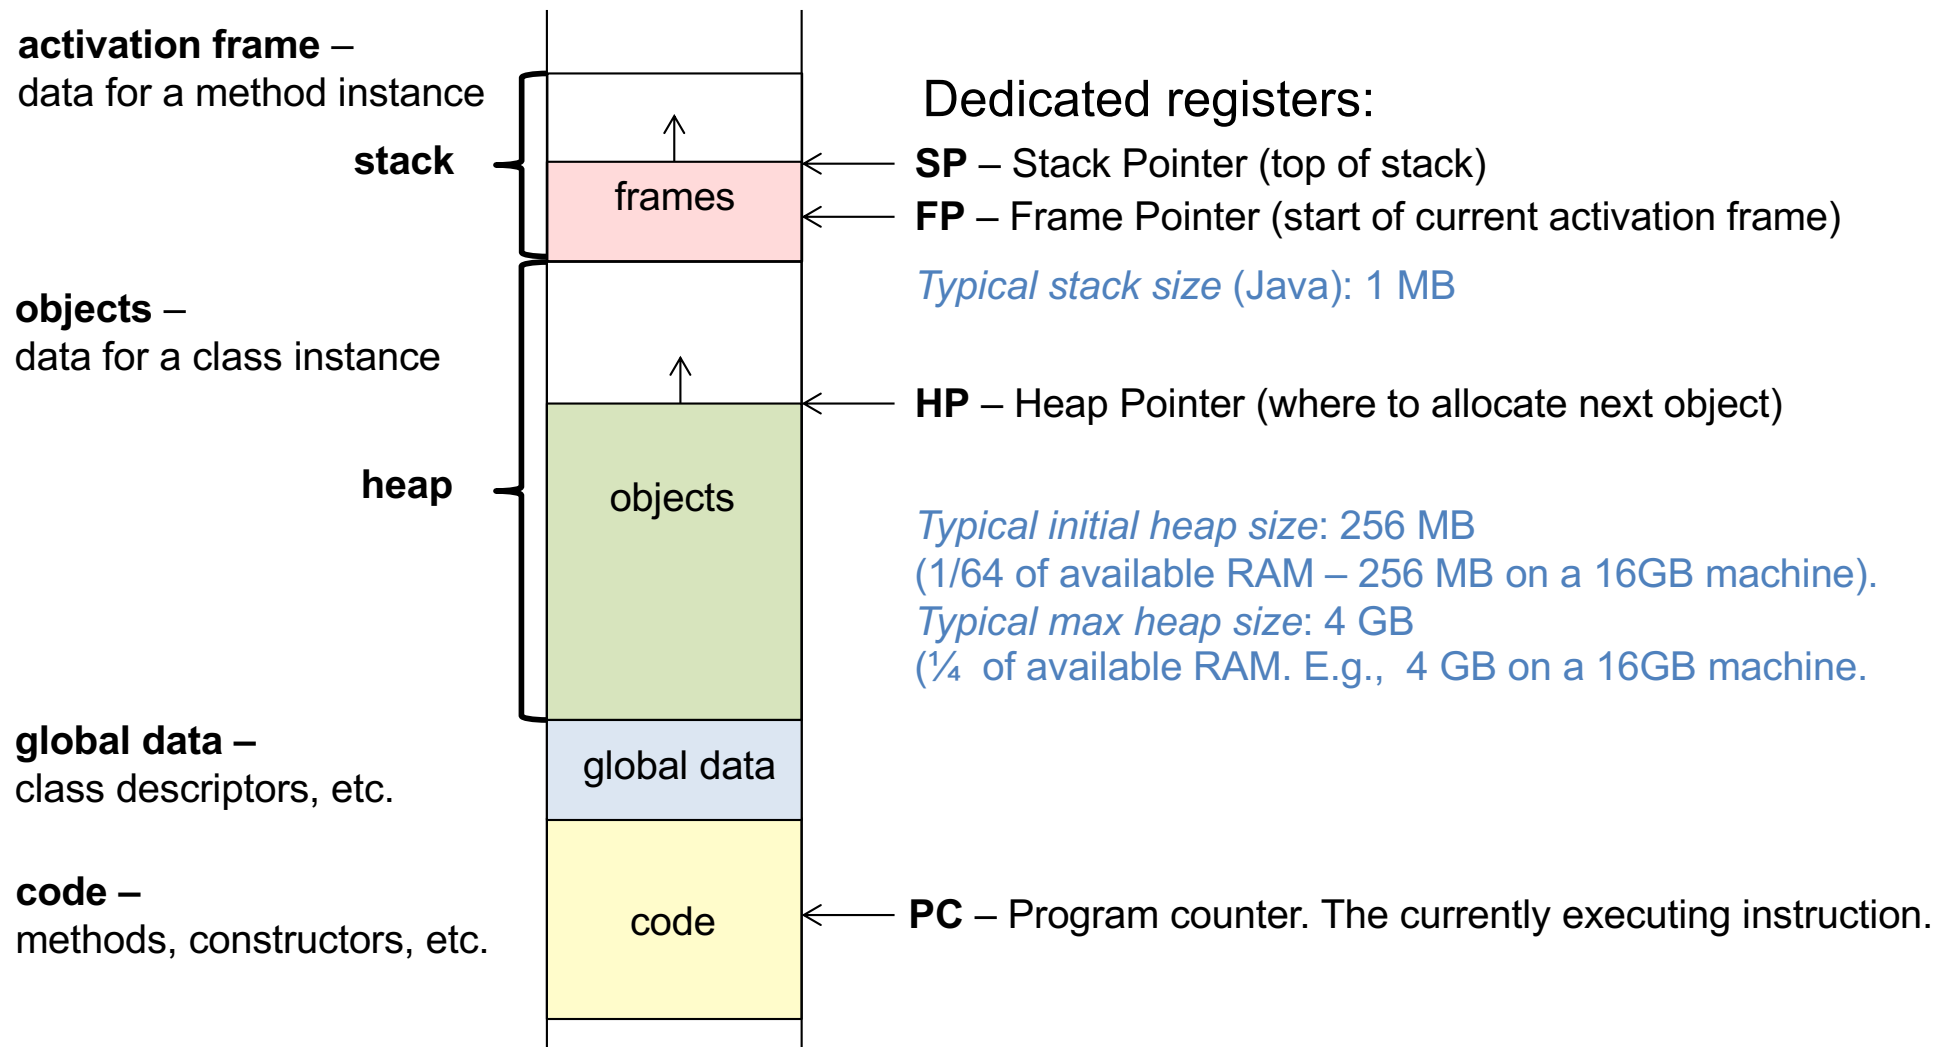 activation frame –
data for a method instance
stack
objects –
data for a class instance
heap
global data –
class descriptors, etc.
code –
methods, constructors, etc.
frames
objects
global data
code
Dedicated registers:
SP – Stack Pointer (top of stack)
FP – Frame Pointer (start of current activation frame)
Typical stack size (Java): 1 MB
HP – Heap Pointer (where to allocate next object)
Typical initial heap size: 256 MB
(1/64 of available RAM – 256 MB on a 16GB machine).
Typical max heap size: 4 GB
(¼  of available RAM. E.g.,  4 GB on a 16GB machine.
PC – Program counter. The currently executing instruction.